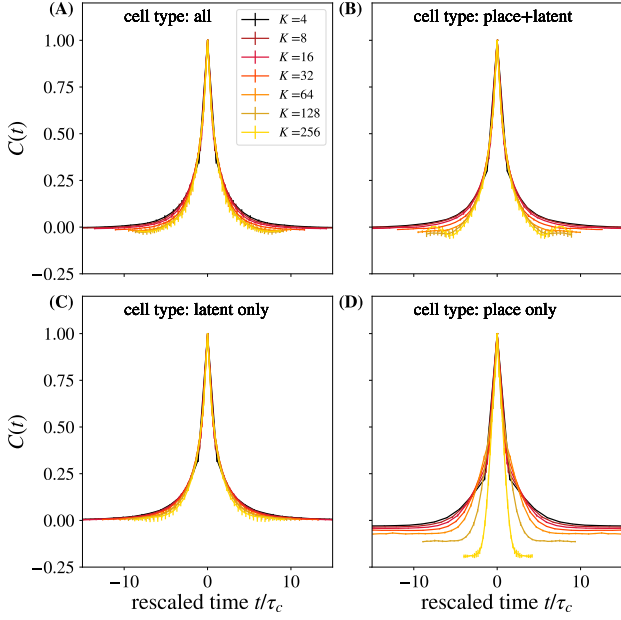 (A) cell type: all
(B) cell type: place+latent
K = 4
K = 8
K = 16
K = 32
K = 64
K = 128
K = 256
C(t)
1.00
0.75
0.50
0.25
0.00
−0.25
(C) cell type: latent only
(D) cell type: place only
C(t)
1.00
0.75
0.50
0.25
0.00
−0.25
−10 0 10
−10 0 10
rescaled time t/τc
rescaled time t/τc